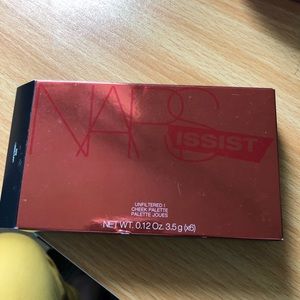 NARS
ISSIST
UNFILTERED I
CHEEK PALETTE
PALETTE JOUES
NET WT. 0.12 Oz. 3.5 g (x6)